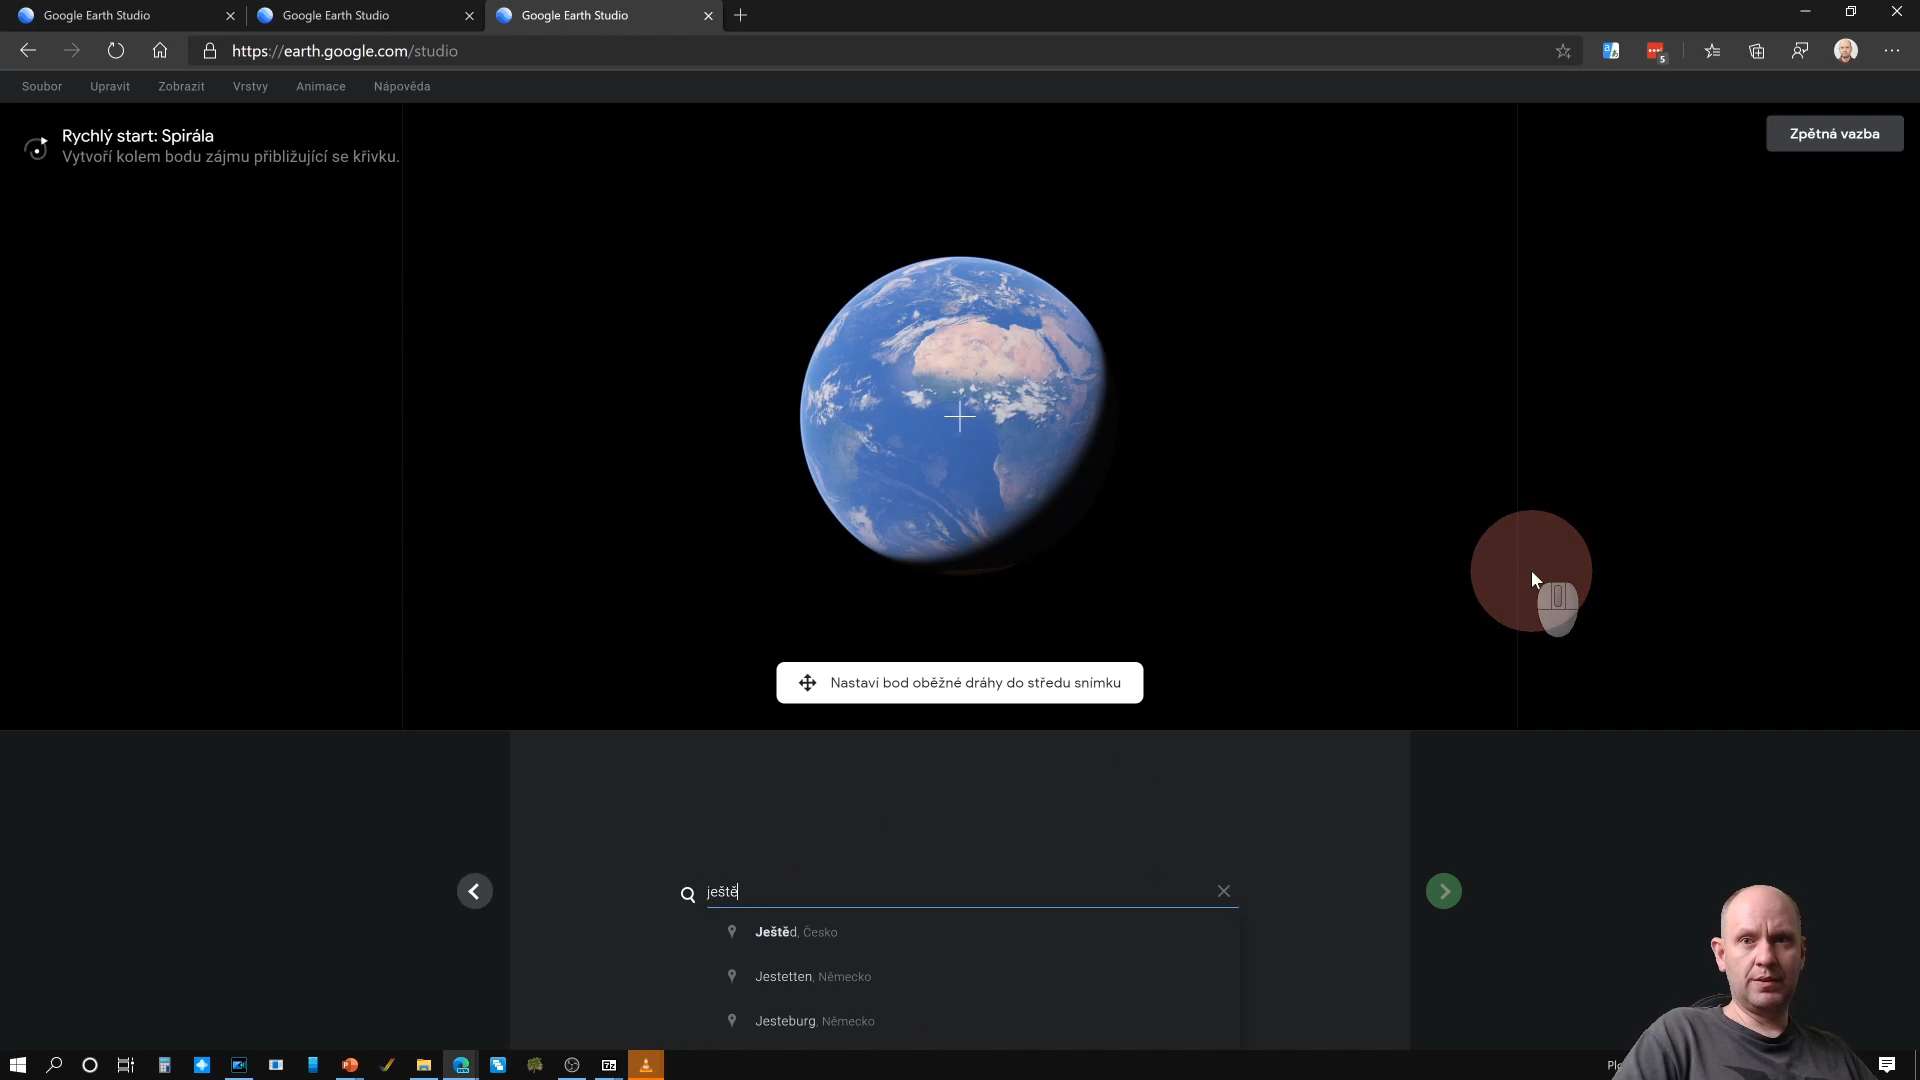 Google Earth Studio
Google Earth Studio
Google Earth Studio
https://earth.google.com/studio
5
Soubor
Upravit
Zobrazit
Vrstvy
Animace
Nápověda
Rychlý start: Spirála
Vytvoří kolem bodu zájmu přibližující se křivku.
Zpětná vazba
Nastaví bod oběžné dráhy do středu snímku
ještě
Ještěd, Česko
Jestetten, Německo
Jesteburg, Německo